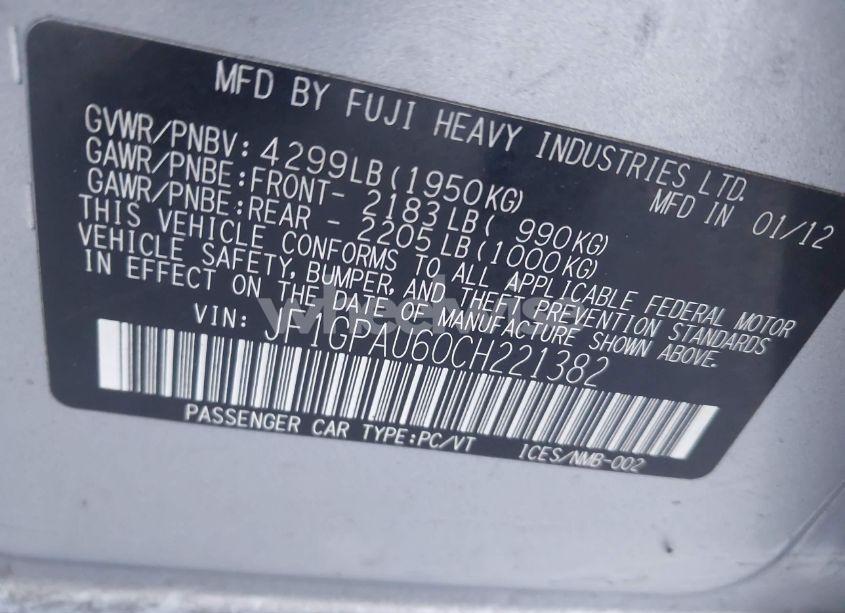 MFD BY FUJI HEAVY INDUSTRIES LTD.
MFD IN 01/12
GVWR/PNBV: 4299LB(1950KG)
GAWR/PNBE:FRONT- 2183LB( 990KG)
GAWR/PNBE:REAR - 2205LB(1000KG)
THIS VEHICLE CONFORMS TO ALL APPLICABLE FEDERAL MOTOR
VEHICLE SAFETY, BUMPER, AND THEFT PREVENTION STANDARDS
IN EFFECT ON THE DATE OF MANUFACTURE SHOWN ABOVE.
VIN: JF1GPAU60CH221382
PASSENGER CAR TYPE:PC/VT
ICES/NMB-002